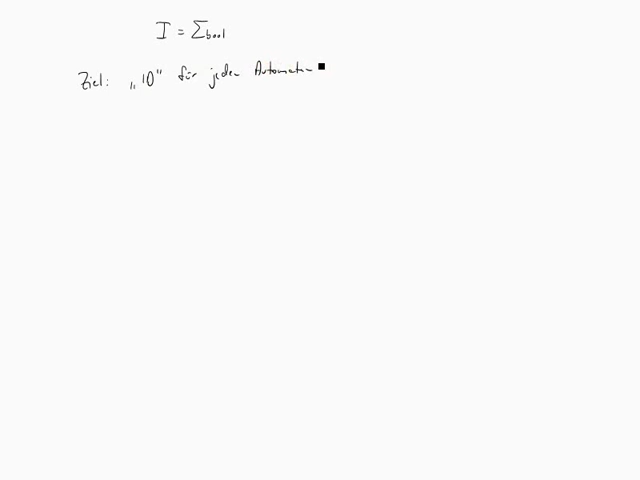 I = Σbool
Ziel: „10" für jeden Automaten